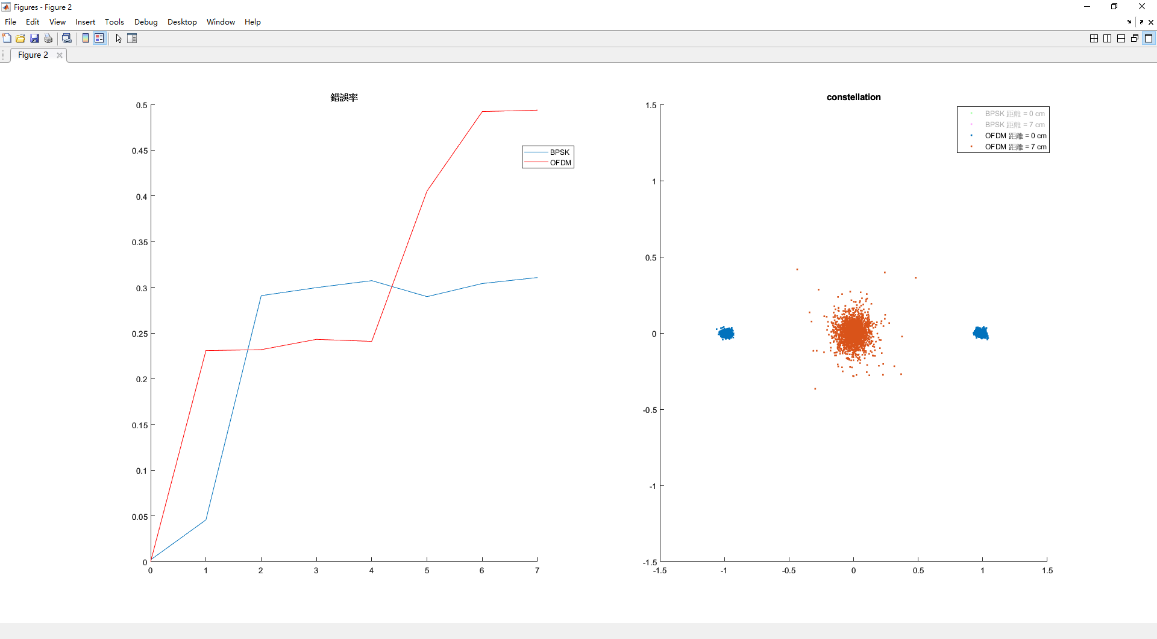 Figures - Figure 2
File Edit View Insert Tools Debug Desktop Window Help
Figure 2
錯誤率
0.5
0.45
0.4
0.35
0.3
0.25
0.2
0.15
0.1
0.05
0
0 1 2 3 4 5 6 7
BPSK
OFDM
constellation
1.5
1
0.5
0
-0.5
-1
-1.5
-1.5 -1 -0.5 0 0.5 1 1.5
BPSK 距離 = 0 cm
BPSK 距離 = 7 cm
OFDM 距離 = 0 cm
OFDM 距離 = 7 cm